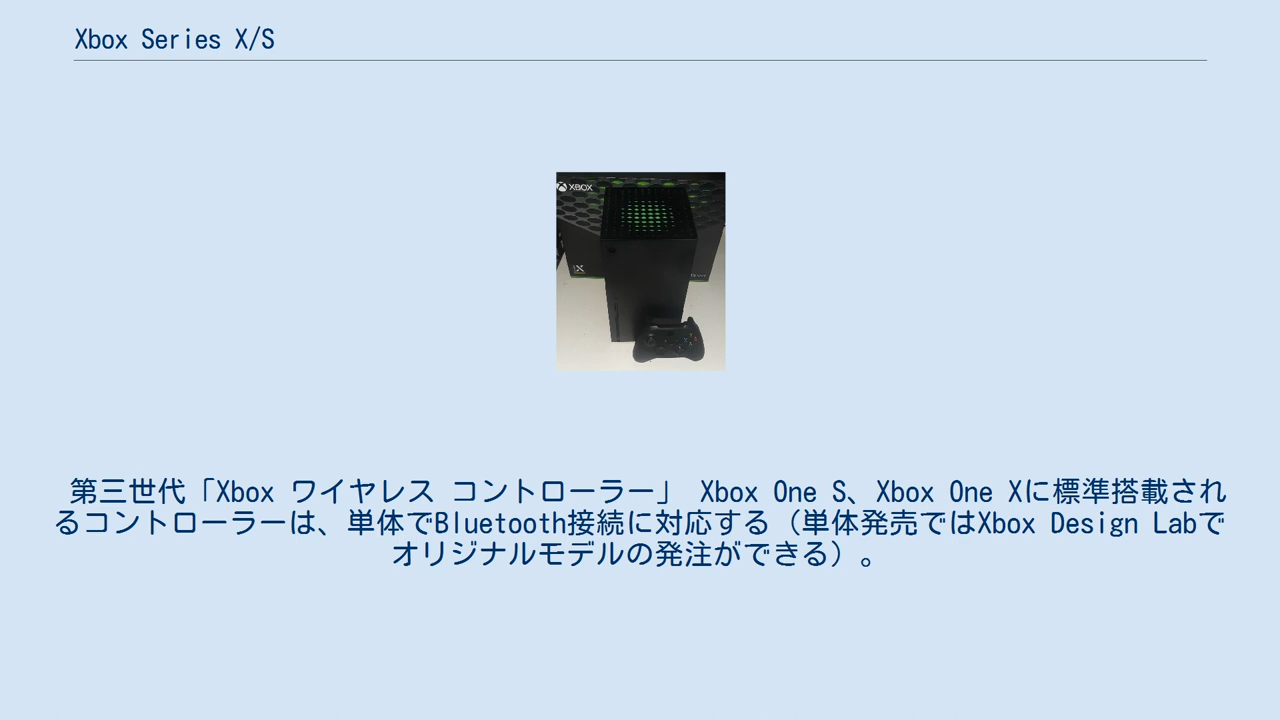 Xbox Series X/S
XBOX
X
第三世代「Xbox ワイヤレス コントローラー」 Xbox One S、Xbox One Xに標準搭載され
るコントローラーは、単体でBluetooth接続に対応する（単体発売ではXbox Design Labで
オリジナルモデルの発注ができる）。